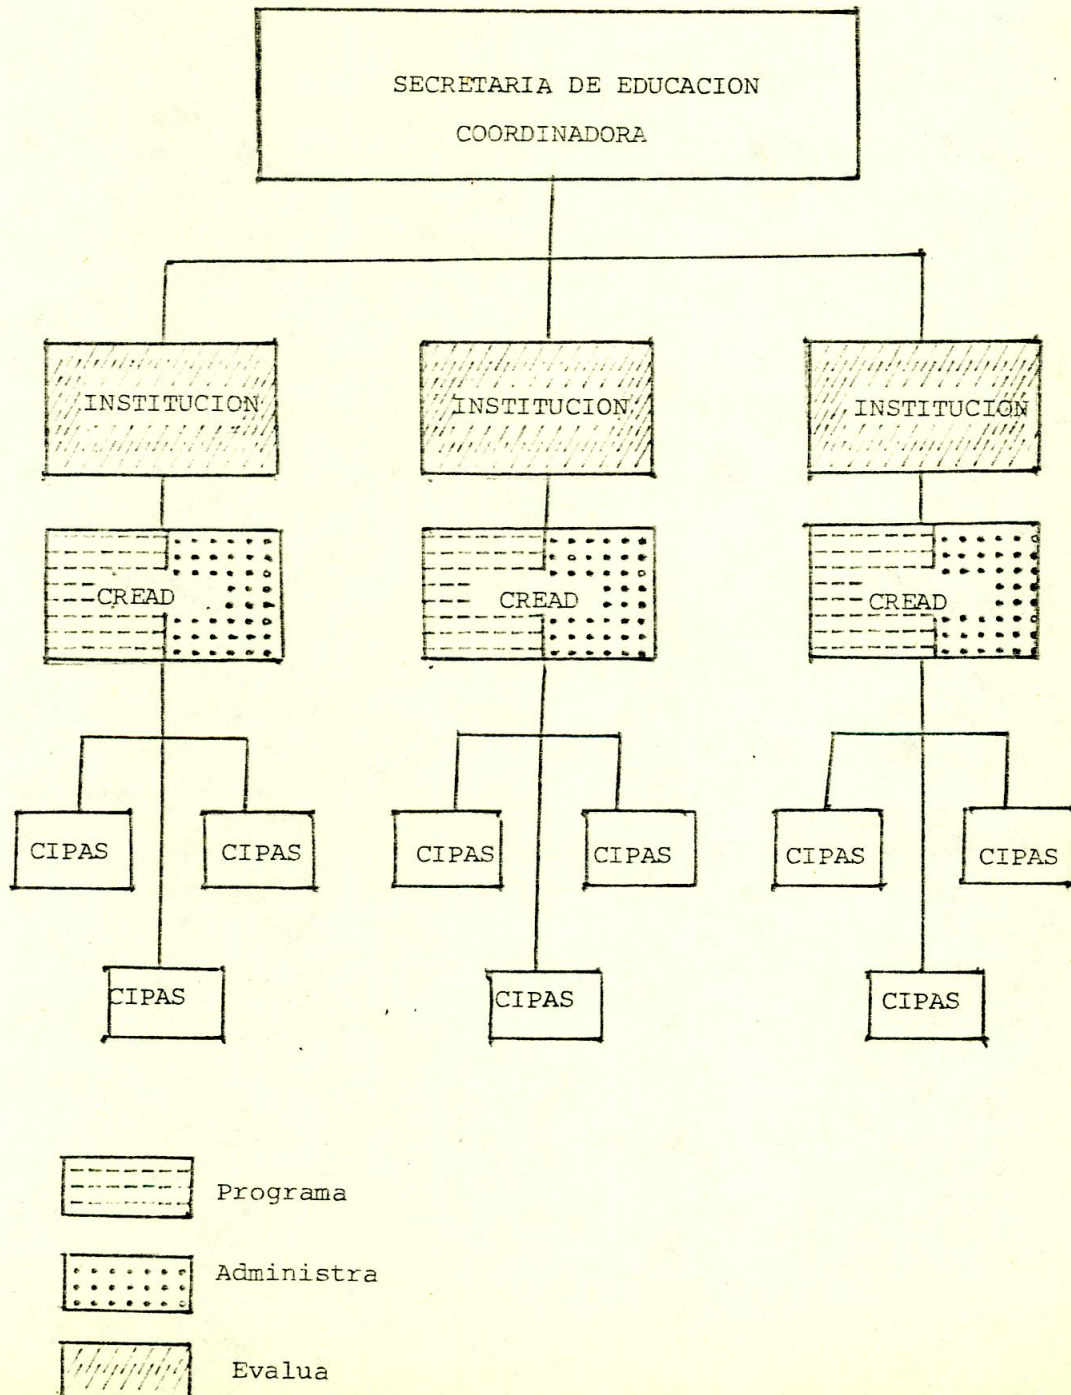 SECRETARIA DE EDUCACION
COORDINADORA
INSTITUCION INSTITUCION INSTITUCION
CREAD CREAD CREAD
CIPAS CIPAS CIPAS CIPAS CIPAS CIPAS
CIPAS CIPAS CIPAS
Programa
Administra
Evalua